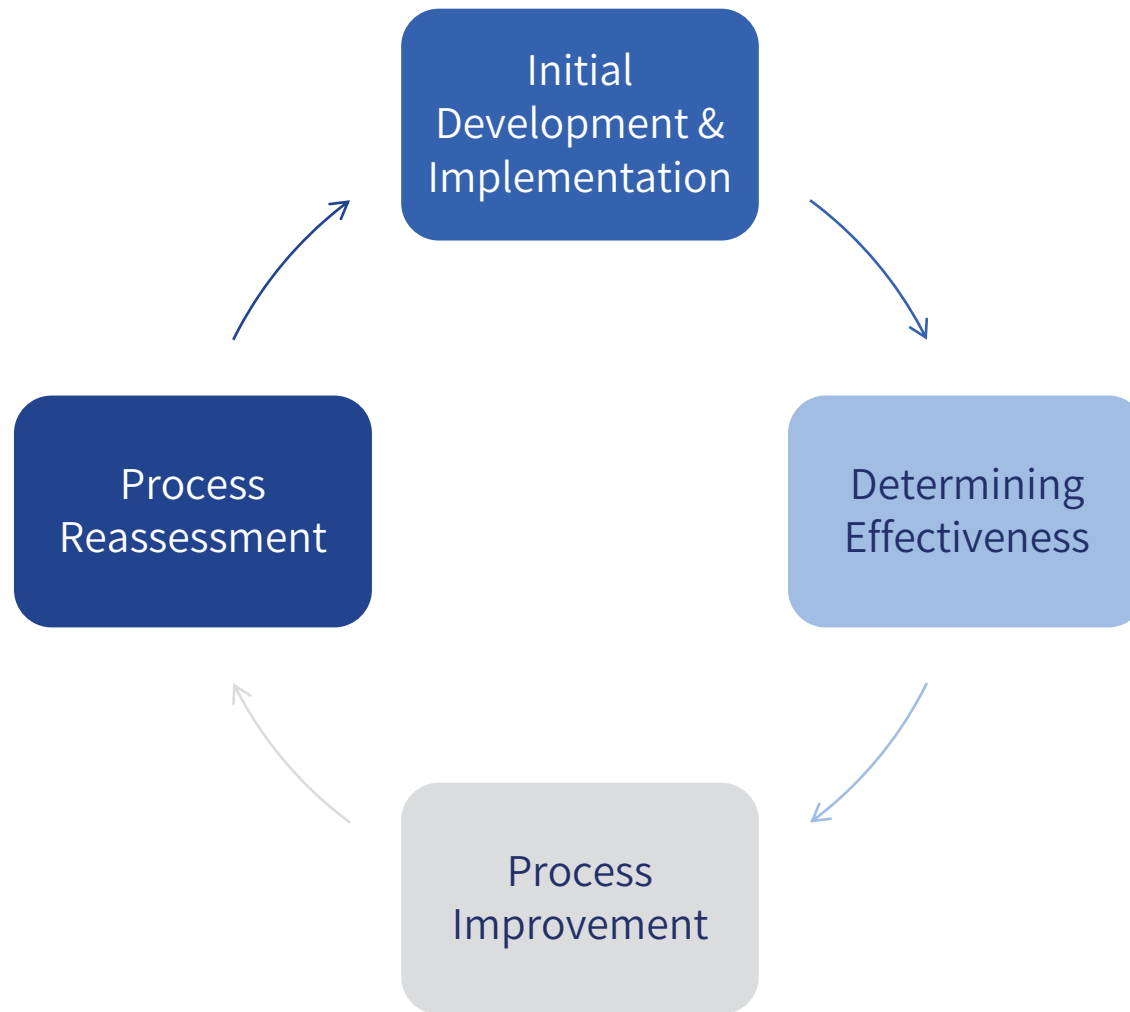 Initial
Development &
Implementation
Process
Reassessment
Determining
Effectiveness
Process
Improvement